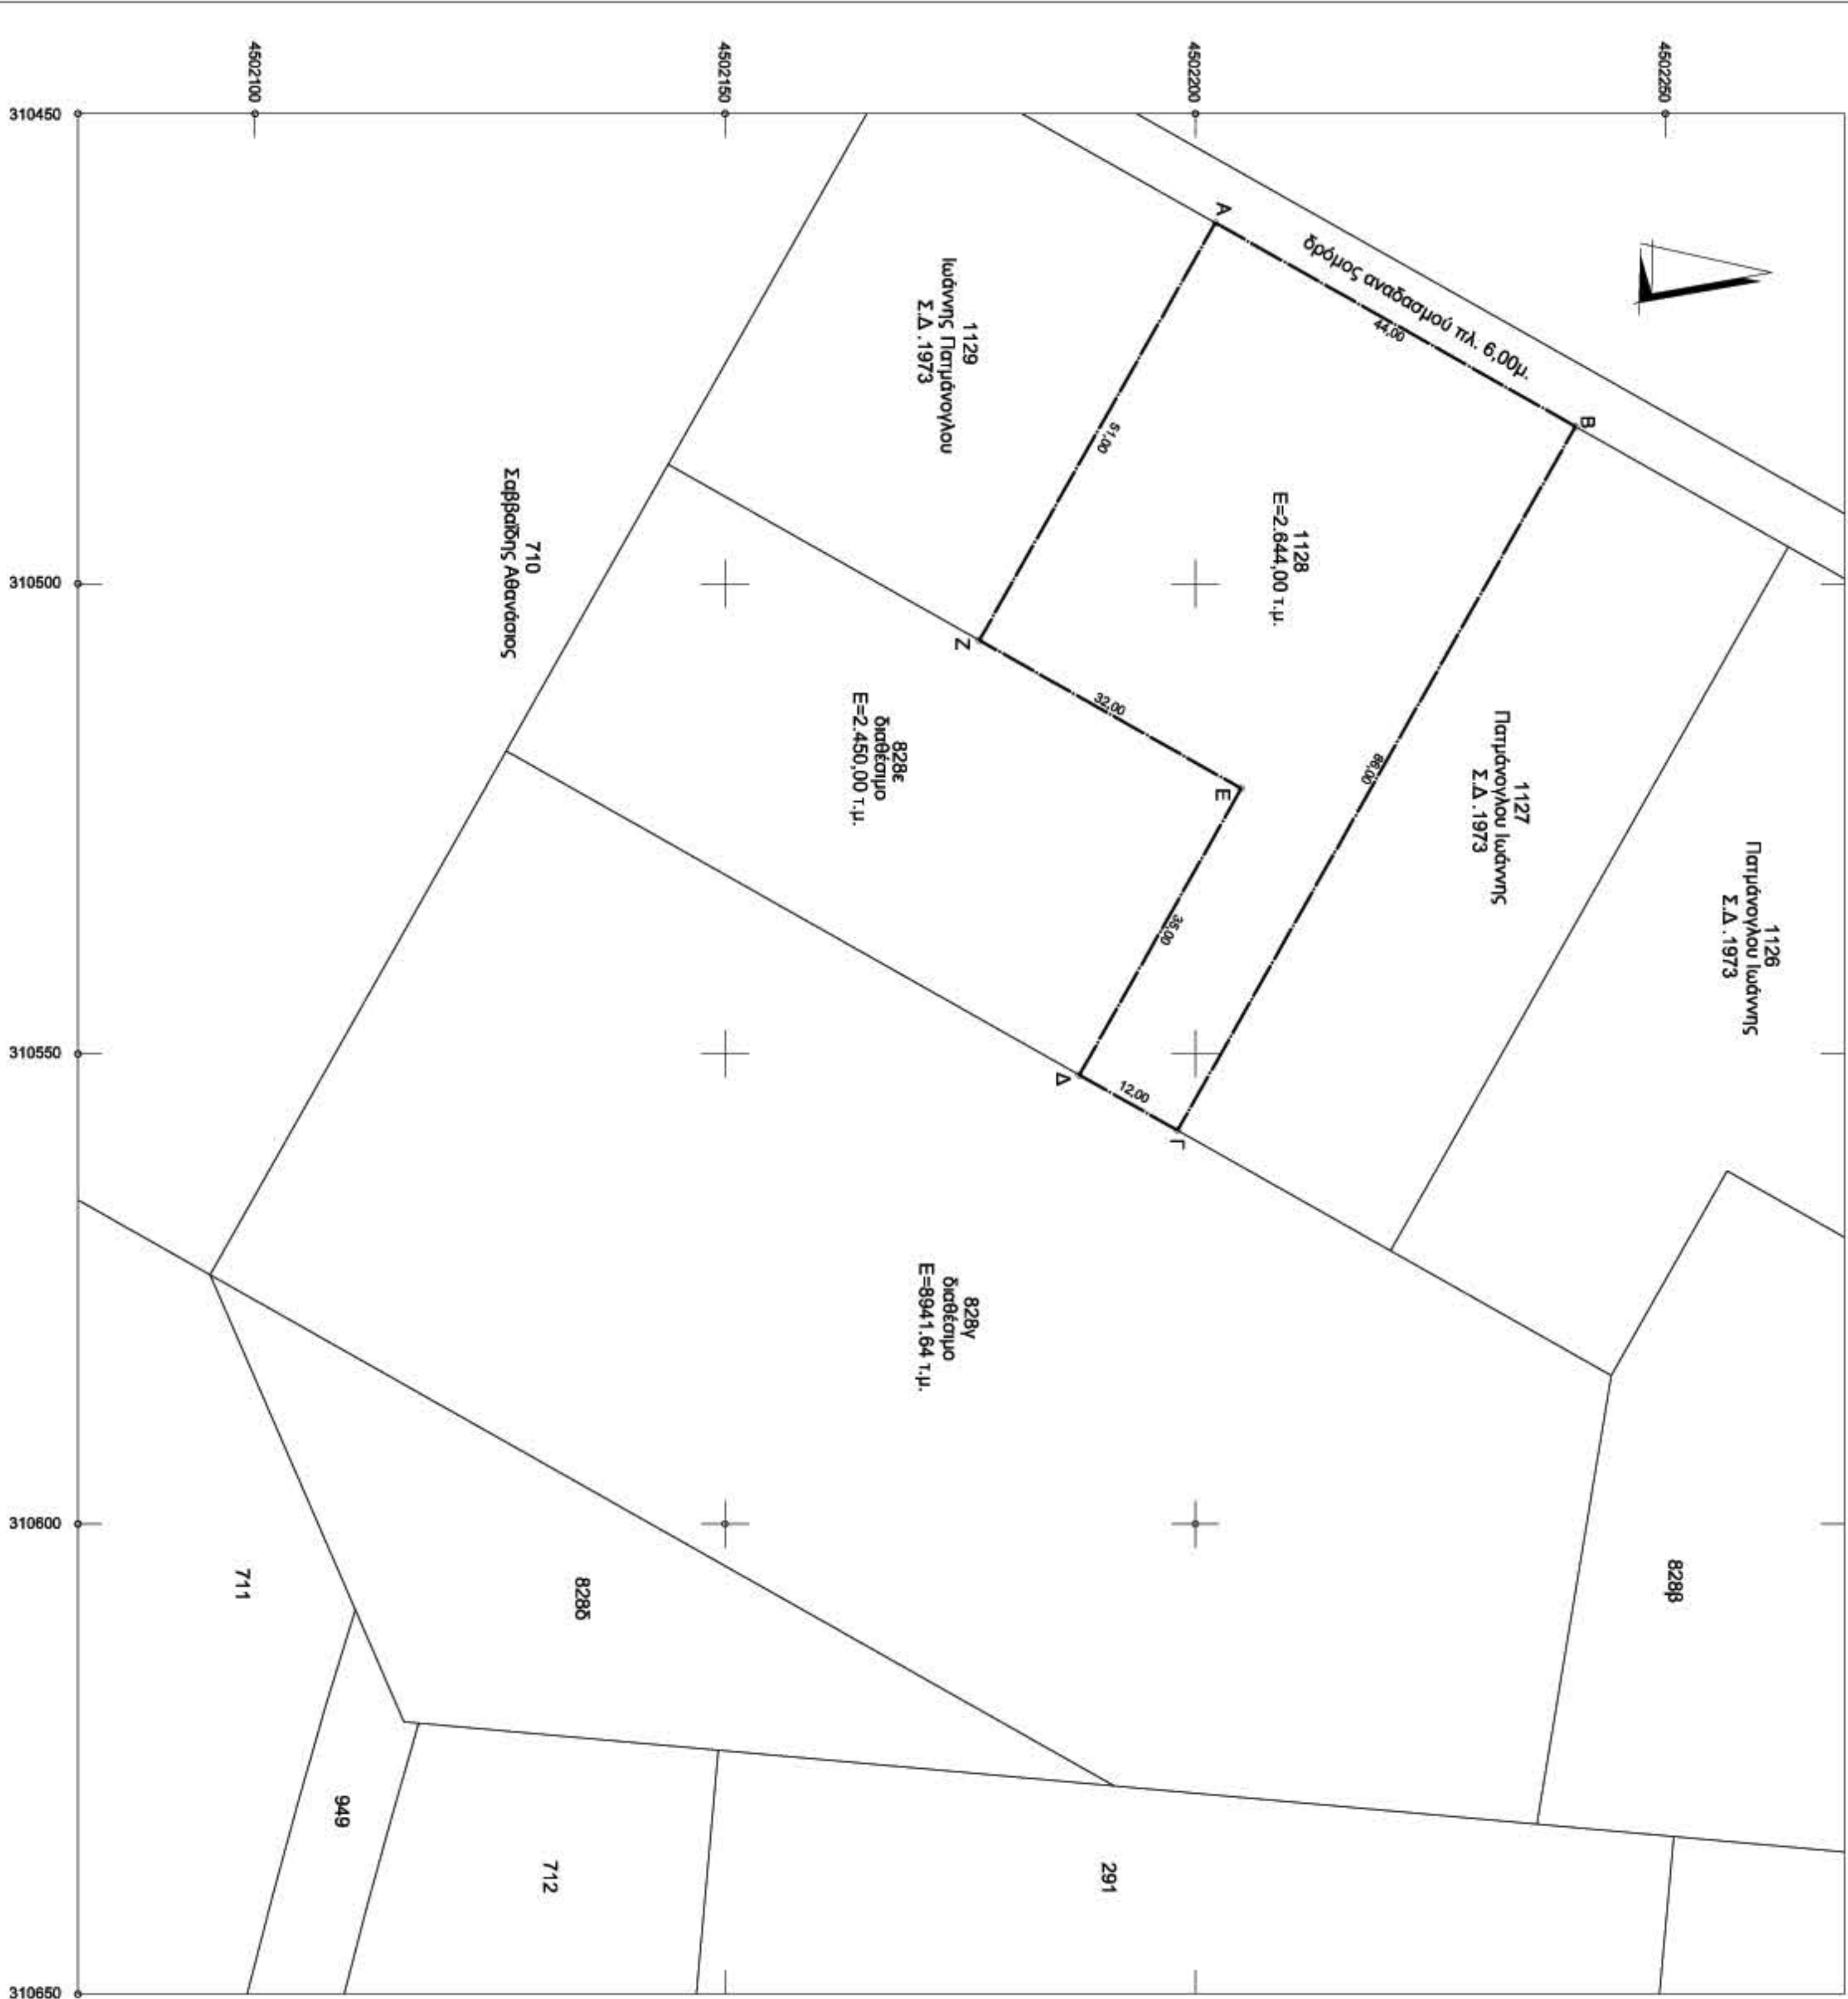 4502100
4502150
4502200
4502250
310450
310500
310550
310600
310650
δρόμος αναδασμού πλ. 6,00μ.
Α
Β
Γ
Δ
Ε
Ζ
44,00
51,00
86,00
32,00
35,00
12,00
1128
Ε=2.644,00 τ.μ.
1129
Ιωάννης Πατμάνογλου
Σ.Δ .1973
1127
Πατμάνογλου Ιωάννης
Σ.Δ .1973
1126
Πατμάνογλου Ιωάννης
Σ.Δ .1973
710
Σαββαΐδης Αθανάσιος
828ε
διαθέσιμο
Ε=2.450,00 τ.μ.
828γ
διαθέσιμο
Ε=8941.64 τ.μ.
828β
828δ
711
949
712
291